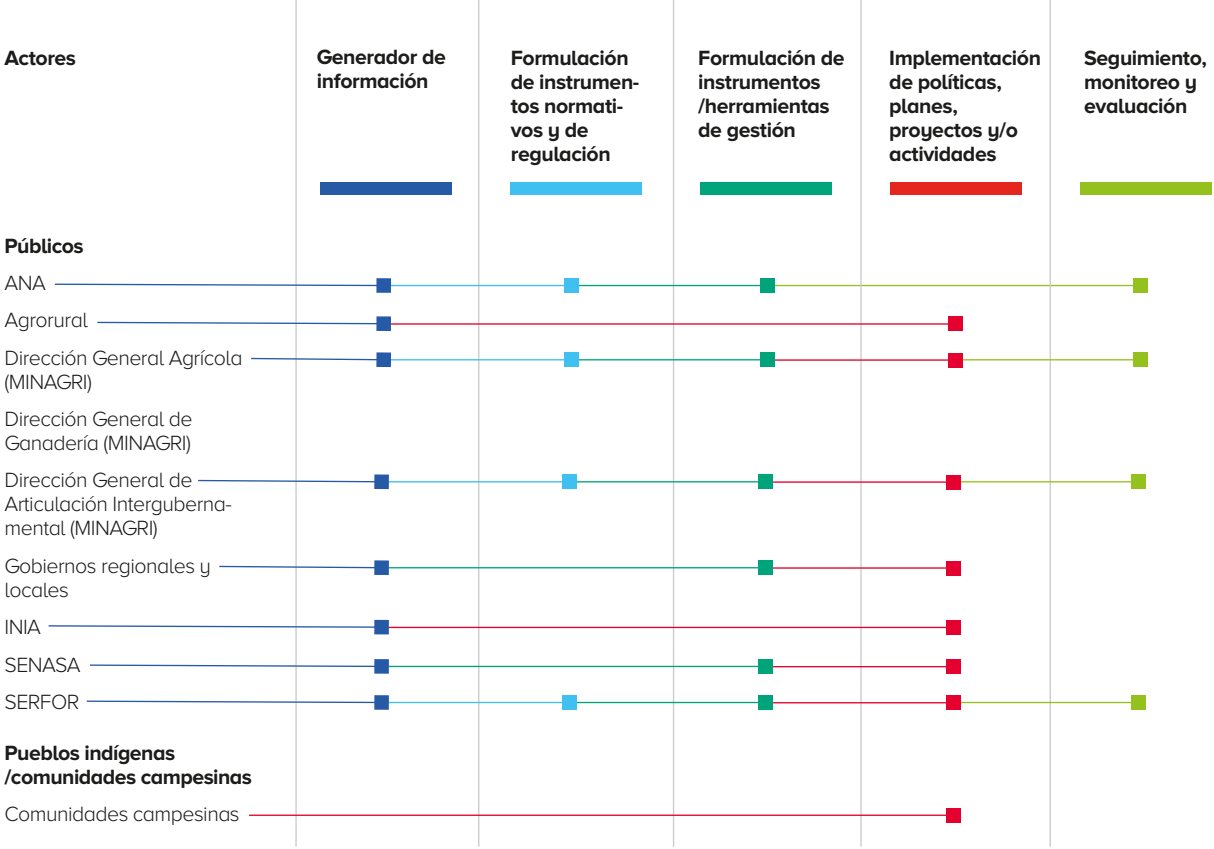 Actores
Generador de
información
Formulación
de instrumen-
tos normati-
vos y de
regulación
Formulación de
instrumentos
/herramientas
de gestión
Implementación
de políticas,
planes,
proyectos y/o
actividades
Seguimiento,
monitoreo y
evaluación
Públicos
ANA
Agrorural
Dirección General Agrícola
(MINAGRI)
Dirección General de
Ganadería (MINAGRI)
Dirección General de
Articulación Interguberna-
mental (MINAGRI)
Gobiernos regionales y
locales
INIA
SENASA
SERFOR
Pueblos indígenas
/comunidades campesinas
Comunidades campesinas